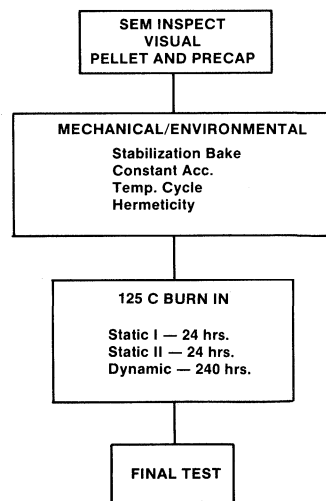 SEM INSPECT
VISUAL
PELLET AND PRECAP
MECHANICAL/ENVIRONMENTAL
Stabilization Bake
Constant Acc.
Temp. Cycle
Hermeticity
125 C BURN IN
Static I — 24 hrs.
Static II — 24 hrs.
Dynamic — 240 hrs.
FINAL TEST